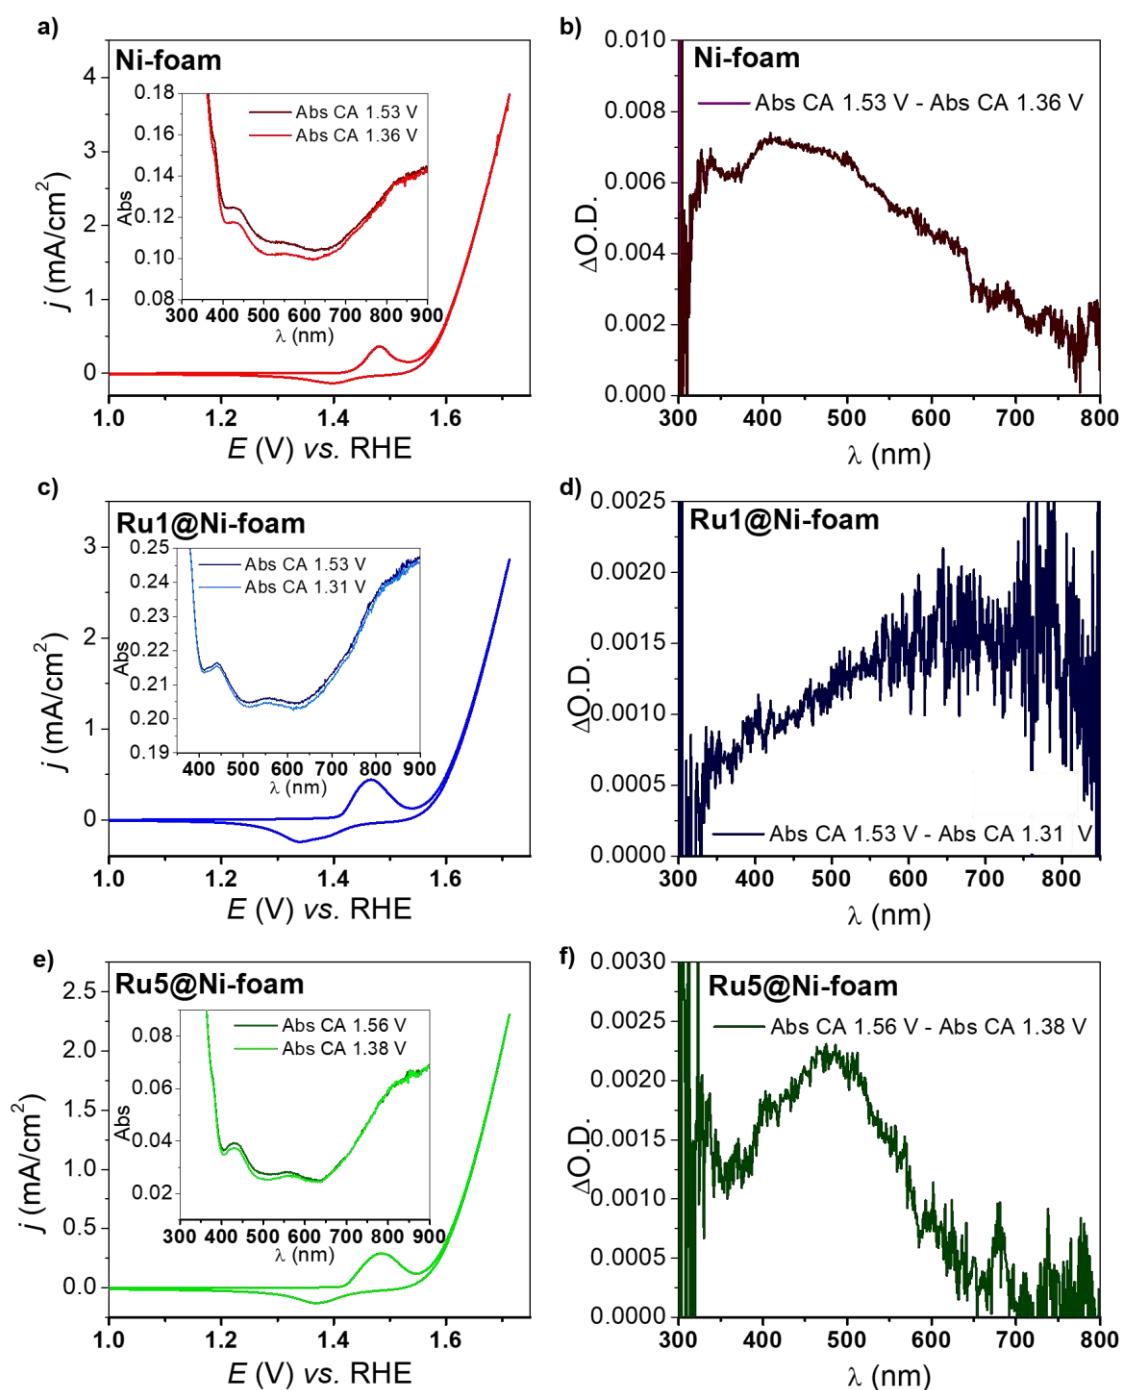 a)
Ni-foam
Abs CA 1.53 V
Abs CA 1.36 V
0.18
0.16
0.14
0.12
0.10
0.08
Abs
300 400 500 600 700 800 900
λ (nm)
4
3
2
1
0
j (mA/cm²)
1.0 1.2 1.4 1.6
E (V) vs. RHE
b)
Ni-foam
Abs CA 1.53 V - Abs CA 1.36 V
0.010
0.008
0.006
0.004
0.002
0.000
ΔO.D.
300 400 500 600 700 800
λ (nm)
c)
Ru1@Ni-foam
Abs CA 1.53 V
Abs CA 1.31 V
0.25
0.24
0.23
0.22
0.21
0.20
0.19
Abs
400 500 600 700 800 900
λ (nm)
3
2
1
0
j (mA/cm²)
1.0 1.2 1.4 1.6
E (V) vs. RHE
d)
Ru1@Ni-foam
0.0025
0.0020
0.0015
0.0010
0.0005
0.0000
ΔO.D.
Abs CA 1.53 V - Abs CA 1.31 V
300 400 500 600 700 800
λ (nm)
e)
Ru5@Ni-foam
Abs CA 1.56 V
Abs CA 1.38 V
0.08
0.06
0.04
0.02
Abs
300 400 500 600 700 800 900
λ (nm)
2.5
2.0
1.5
1.0
0.5
0.0
j (mA/cm²)
1.0 1.2 1.4 1.6
E (V) vs. RHE
f)
Ru5@Ni-foam
Abs CA 1.56 V - Abs CA 1.38 V
0.0030
0.0025
0.0020
0.0015
0.0010
0.0005
0.0000
ΔO.D.
300 400 500 600 700 800
λ (nm)